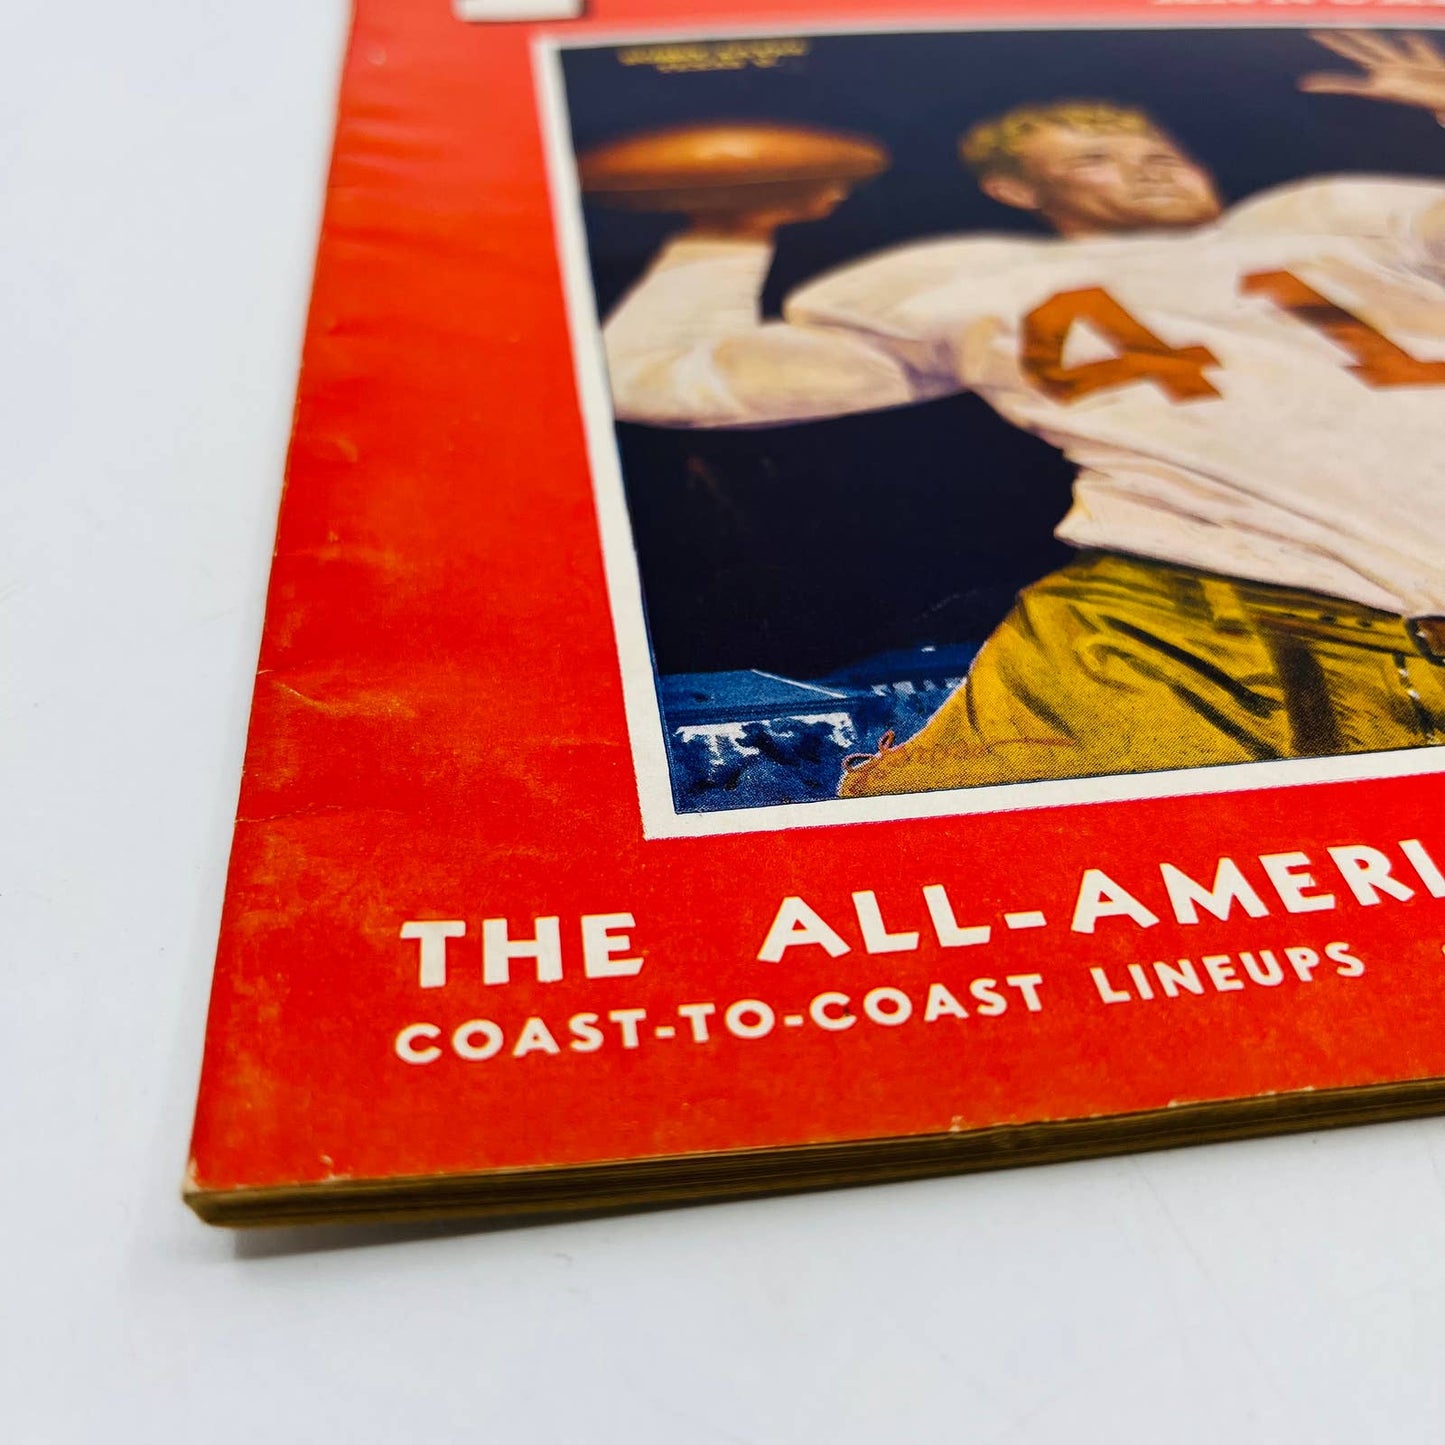 41
THE ALL-AMERI
COAST-TO-COAST LINEUPS